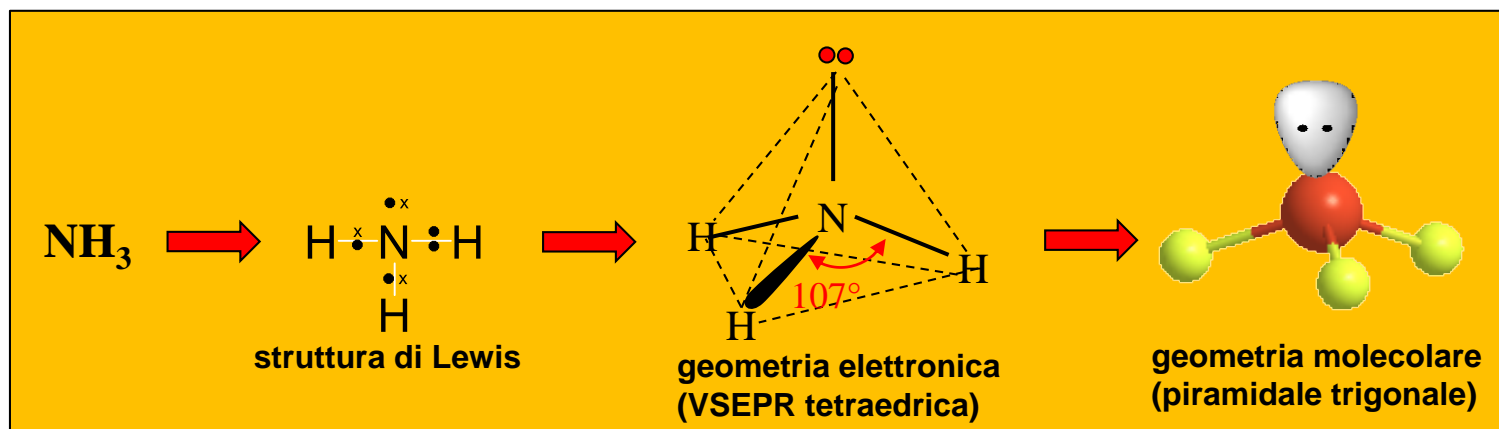 NH₃
x
x
H N H
x
H
struttura di Lewis
N
H
H
H
107°
geometria elettronica
(VSEPR tetraedrica)
geometria molecolare
(piramidale trigonale)